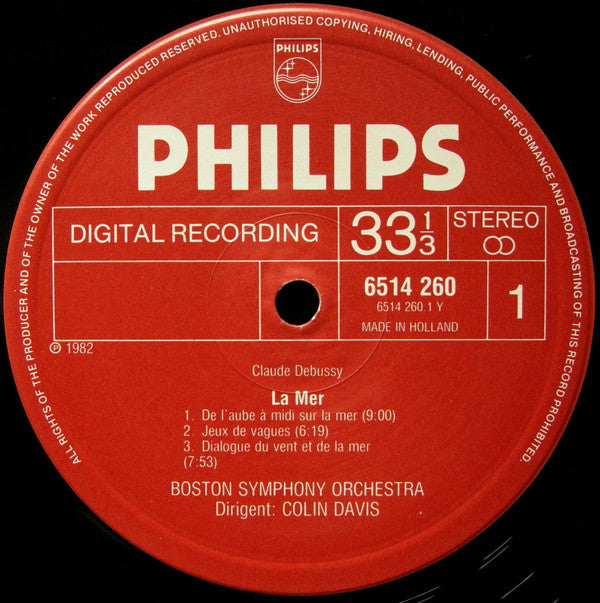 ALL RIGHTS OF THE PRODUCER AND OF THE OWNER OF THE WORK REPRODUCED RESERVED. UNAUTHORISED COPYING, HIRING, LENDING, PUBLIC PERFORMANCE AND BROADCASTING OF THIS RECORD PROHIBITED.
PHILIPS
PHILIPS
DIGITAL RECORDING
33 1/3
STEREO
6514 260
6514 260.1 Y
MADE IN HOLLAND
1
℗ 1982
Claude Debussy
La Mer
1. De l'aube à midi sur la mer (9:00)
2. Jeux de vagues (6:19)
3. Dialogue du vent et de la mer
(7:53)
BOSTON SYMPHONY ORCHESTRA
Dirigent: COLIN DAVIS